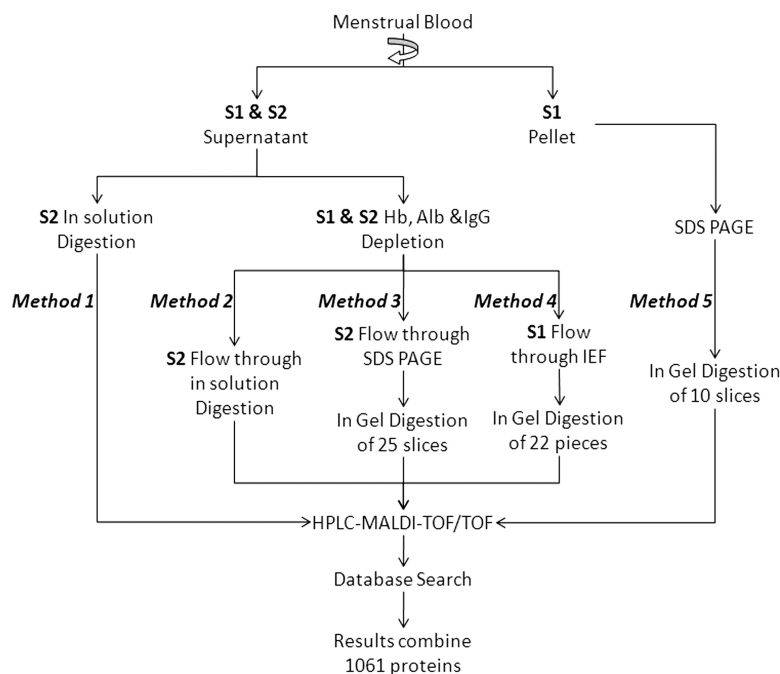 Menstrual Blood
S1 & S2
Supernatant
S1
Pellet
S2 In solution
Digestion
S1 & S2 Hb, Alb &IgG
Depletion
SDS PAGE
Method 1
Method 2
Method 3
Method 4
Method 5
S2 Flow through
in solution
Digestion
S2 Flow through
SDS PAGE
S1 Flow
through IEF
In Gel Digestion
of 10 slices
In Gel Digestion
of 25 slices
In Gel Digestion
of 22 pieces
HPLC-MALDI-TOF/TOF
Database Search
Results combine
1061 proteins